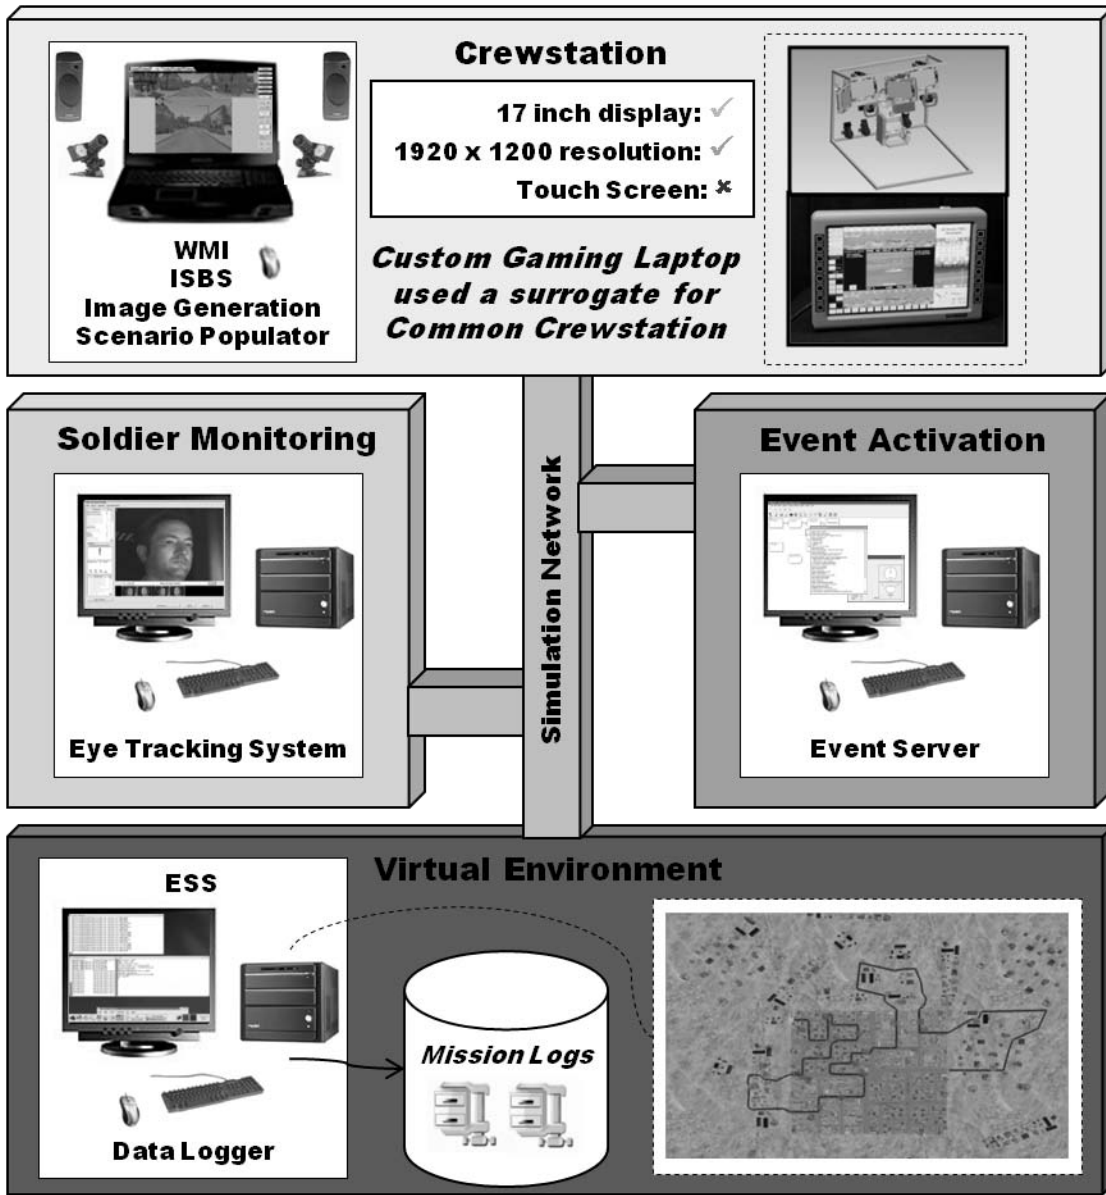 Crewstation
17 inch display: ✓
1920 x 1200 resolution: ✓
Touch Screen: ✖
WMI
ISBS
Image Generation
Scenario Populator
Custom Gaming Laptop
used a surrogate for
Common Crewstation
Soldier Monitoring
Eye Tracking System
Simulation Network
Event Activation
Event Server
Virtual Environment
ESS
Data Logger
Mission Logs